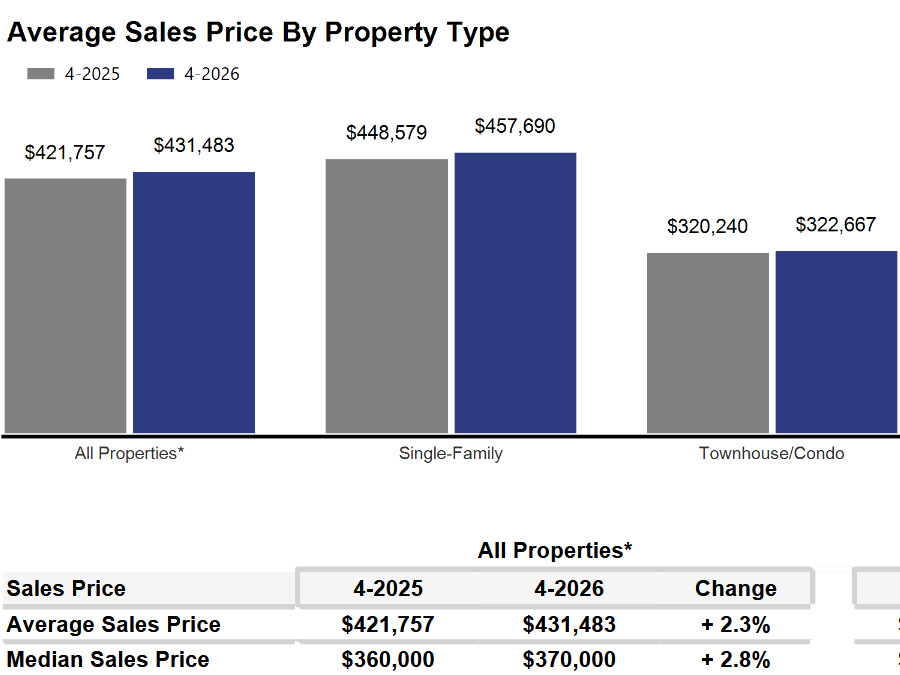 Average Sales Price By Property Type
4-2025 4-2026
$421,757 $431,483 $448,579 $457,690 $320,240 $322,667
All Properties* Single-Family Townhouse/Condo
All Properties*
Sales Price 4-2025 4-2026 Change
Average Sales Price $421,757 $431,483 + 2.3%
Median Sales Price $360,000 $370,000 + 2.8%